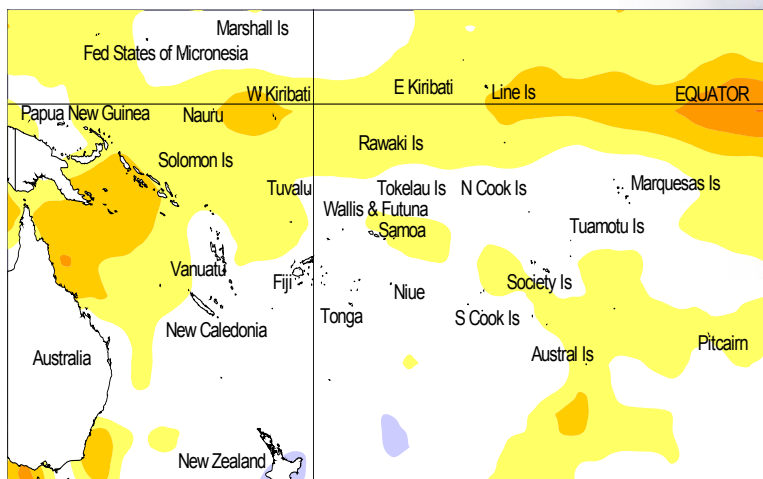 Marshall Is
Fed States of Micronesia
W Kiribati
E Kiribati
Line Is
EQUATOR
Papua New Guinea
Nauru
Rawaki Is
Solomon Is
Tuvalu
Tokelau Is
N Cook Is
Marquesas Is
Wallis & Futuna
Samoa
Tuamotu Is
Vanuatu
Fiji
Niue
Society Is
New Caledonia
Tonga
S Cook Is
Pitcairn
Australia
Austral Is
New Zealand